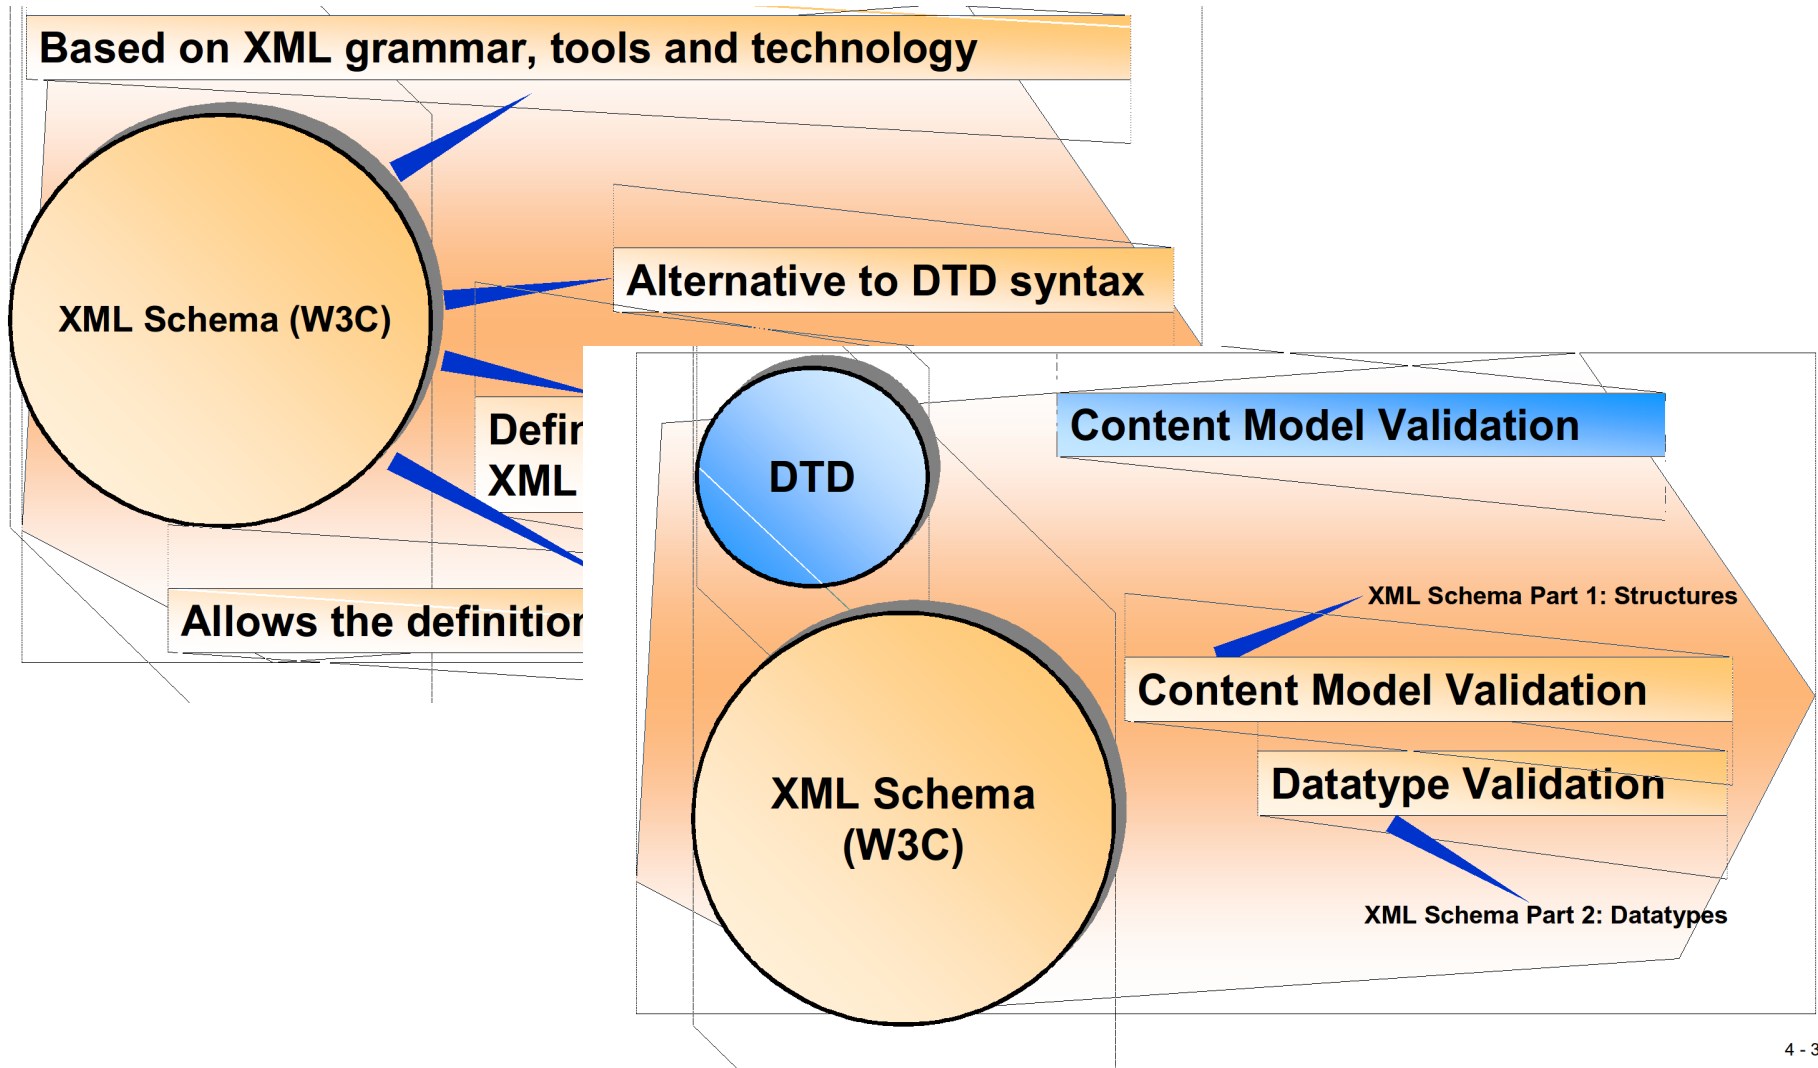 Based on XML grammar, tools and technology
XML Schema (W3C)
Alternative to DTD syntax
XML
Allows the
DTD
Content Model Validation
XML Schema Part 1: Structures
Content Model Validation
Datatype Validation
XML Schema
(W3C)
XML Schema Part 2: Datatypes
4 - 3